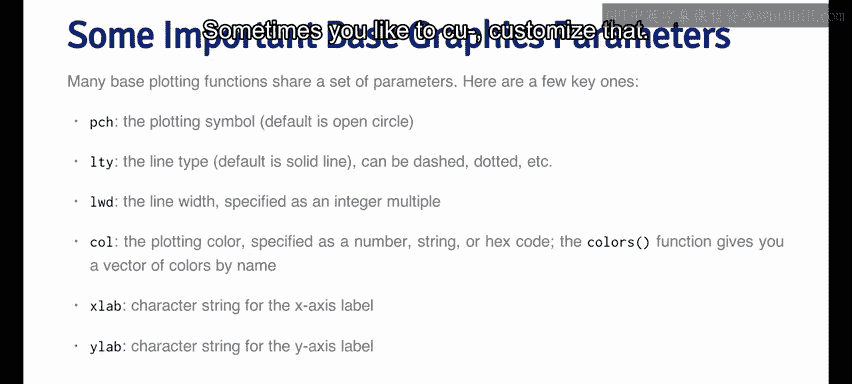 Sometimes you like to cu-, customize that.
Some Important Base Graphics Parameters
Many base plotting functions share a set of parameters. Here are a few key ones:
· pch: the plotting symbol (default is open circle)
· lty: the line type (default is solid line), can be dashed, dotted, etc.
· lwd: the line width, specified as an integer multiple
· col: the plotting color, specified as a number, string, or hex code; the colors() function gives you
a vector of colors by name
· xlab: character string for the x-axis label
· ylab: character string for the y-axis label